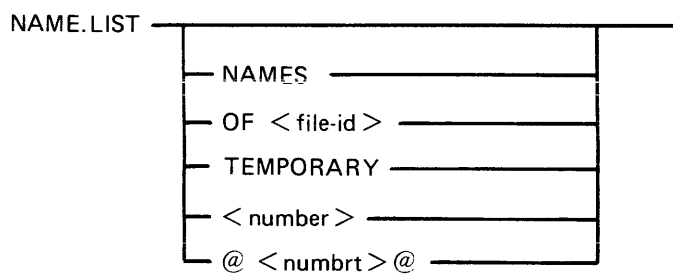 NAME.LIST
NAMES
OF <file-id>
TEMPORARY
<number>
@ <numbrt> @